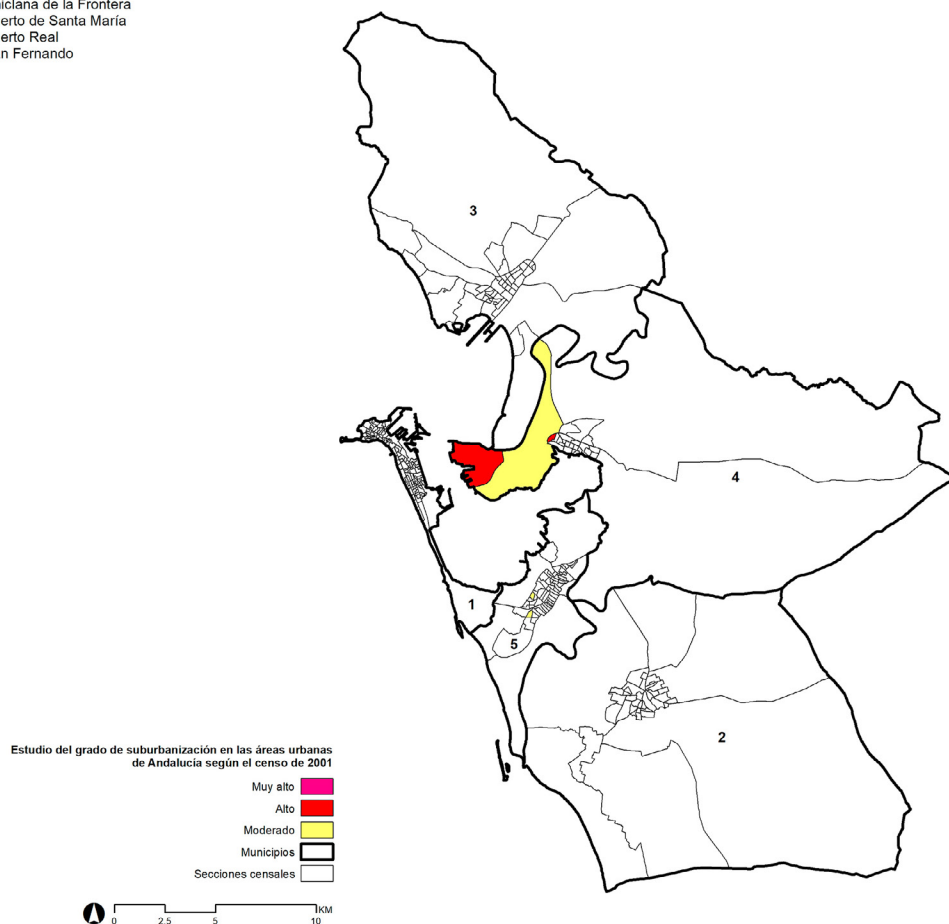 iclana de la Frontera
erto de Santa María
erto Real
n Fernando
3
4
1
5
2
Estudio del grado de suburbanización en las áreas urbanas
de Andalucía según el censo de 2001
Muy alto
Alto
Moderado
Municipios
Secciones censales
KM
0 2,5 5 10